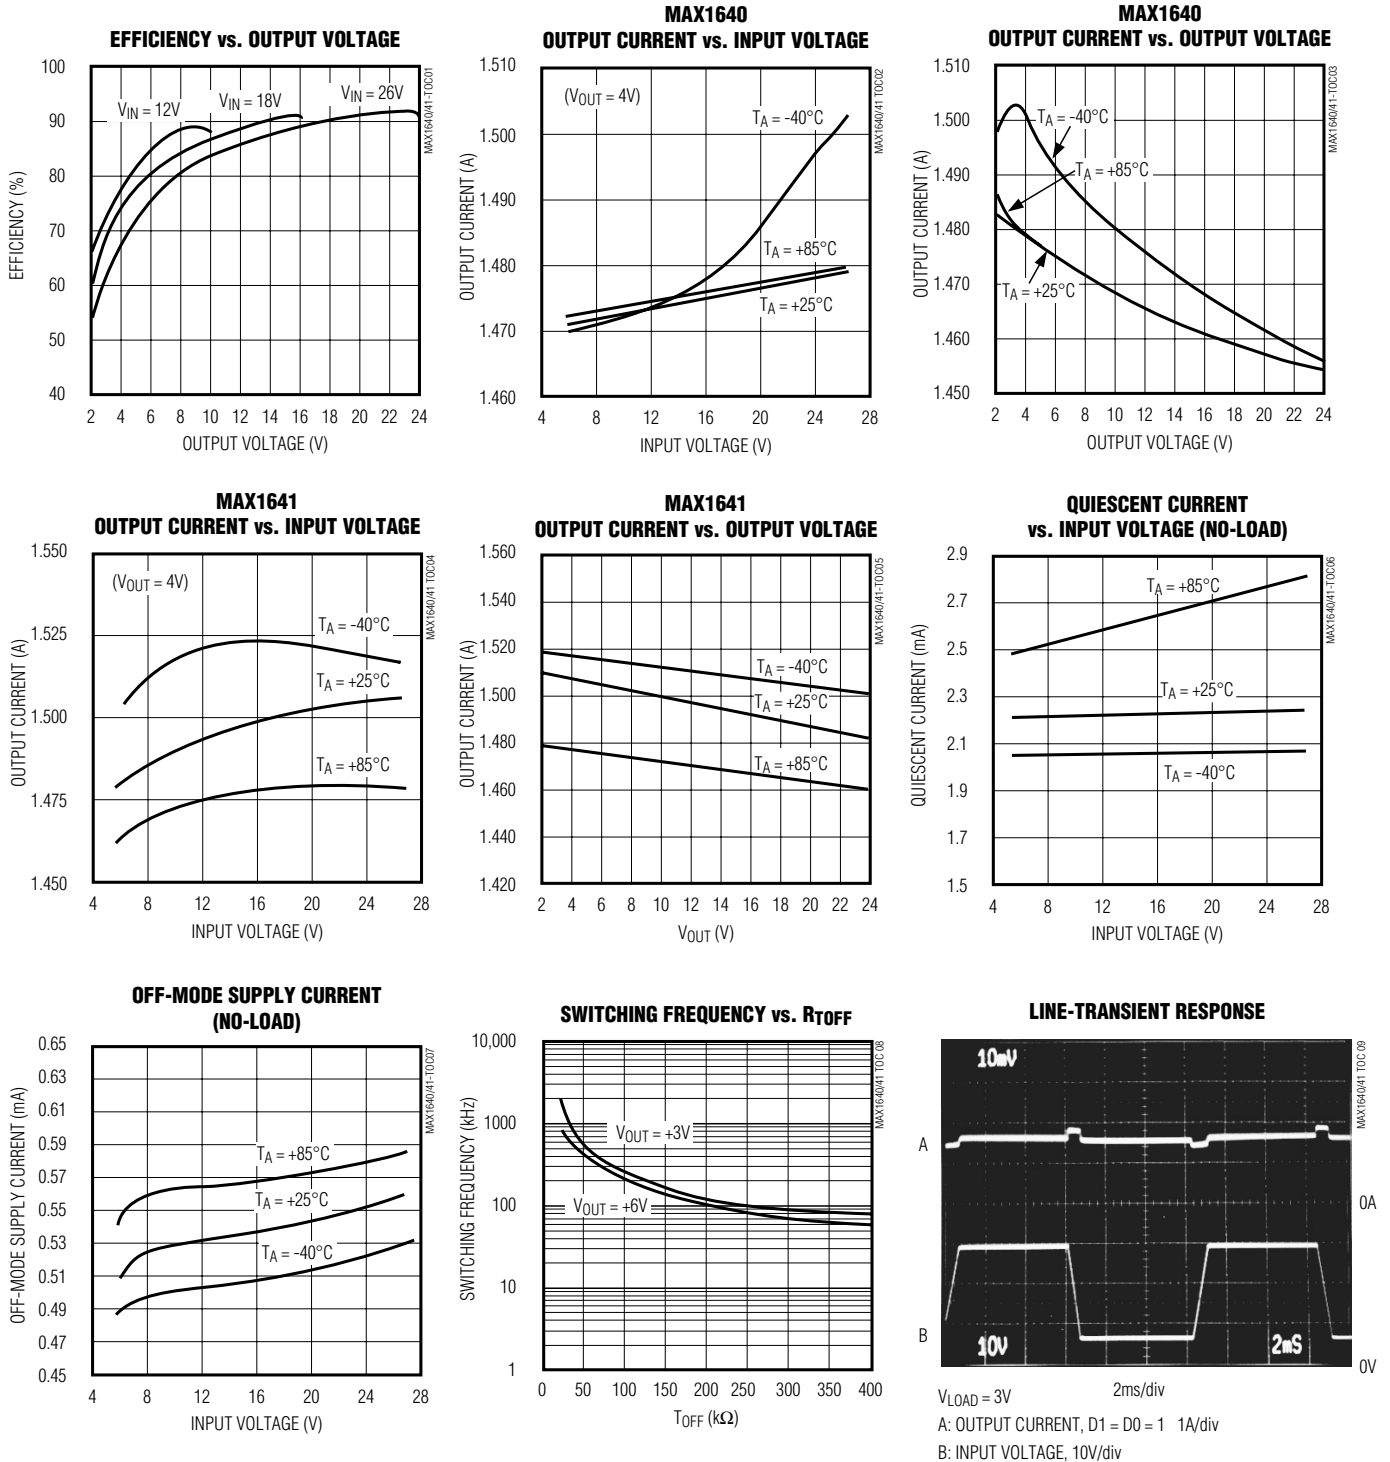 EFFICIENCY vs. OUTPUT VOLTAGE
MAX1640/41-TOC01
EFFICIENCY (%)
100
90
80
70
60
50
40
VIN = 12V
VIN = 18V
VIN = 26V
2 4 6 8 10 12 14 16 18 20 22 24
OUTPUT VOLTAGE (V)
MAX1640
OUTPUT CURRENT vs. INPUT VOLTAGE
MAX1640/41 TOC02
OUTPUT CURRENT (A)
1.510
1.500
1.490
1.480
1.470
1.460
(VOUT = 4V)
TA = -40°C
TA = +85°C
TA = +25°C
4 8 12 16 20 24 28
INPUT VOLTAGE (V)
MAX1640
OUTPUT CURRENT vs. OUTPUT VOLTAGE
MAX1640/41-TOC03
OUTPUT CURRENT (A)
1.510
1.500
1.490
1.480
1.470
1.460
1.450
TA = -40°C
TA = +85°C
TA = +25°C
2 4 6 8 10 12 14 16 18 20 22 24
OUTPUT VOLTAGE (V)
MAX1641
OUTPUT CURRENT vs. INPUT VOLTAGE
MAX1640/41 TOC04
OUTPUT CURRENT (A)
1.550
1.525
1.500
1.475
1.450
(VOUT = 4V)
TA = -40°C
TA = +25°C
TA = +85°C
4 8 12 16 20 24 28
INPUT VOLTAGE (V)
MAX1641
OUTPUT CURRENT vs. OUTPUT VOLTAGE
MAX1640/41-TOC05
OUTPUT CURRENT (A)
1.560
1.540
1.520
1.500
1.480
1.460
1.440
1.420
TA = -40°C
TA = +25°C
TA = +85°C
2 4 6 8 10 12 14 16 18 20 22 24
VOUT (V)
QUIESCENT CURRENT
vs. INPUT VOLTAGE (NO-LOAD)
MAX1640/41-TOC06
QUIESCENT CURRENT (mA)
2.9
2.7
2.5
2.3
2.1
1.9
1.7
1.5
TA = +85°C
TA = +25°C
TA = -40°C
4 8 12 16 20 24 28
INPUT VOLTAGE (V)
OFF-MODE SUPPLY CURRENT
(NO-LOAD)
MAX1640/41-TOC07
OFF-MODE SUPPLY CURRENT (mA)
0.65
0.63
0.61
0.59
0.57
0.55
0.53
0.51
0.49
0.47
0.45
TA = +85°C
TA = +25°C
TA = -40°C
4 8 12 16 20 24 28
INPUT VOLTAGE (V)
SWITCHING FREQUENCY vs. RTOFF
MAX1640/41 TOC 08
SWITCHING FREQUENCY (kHz)
10,000
1000
100
10
1
VOUT = +3V
VOUT = +6V
0 50 100 150 200 250 300 350 400
TOFF (kΩ)
LINE-TRANSIENT RESPONSE
MAX1640/41 TOC 09
10mV
A
0A
B
10V
2mS
0V
2ms/div
VLOAD = 3V
A: OUTPUT CURRENT, D1 = D0 = 1 1A/div
B: INPUT VOLTAGE, 10V/div